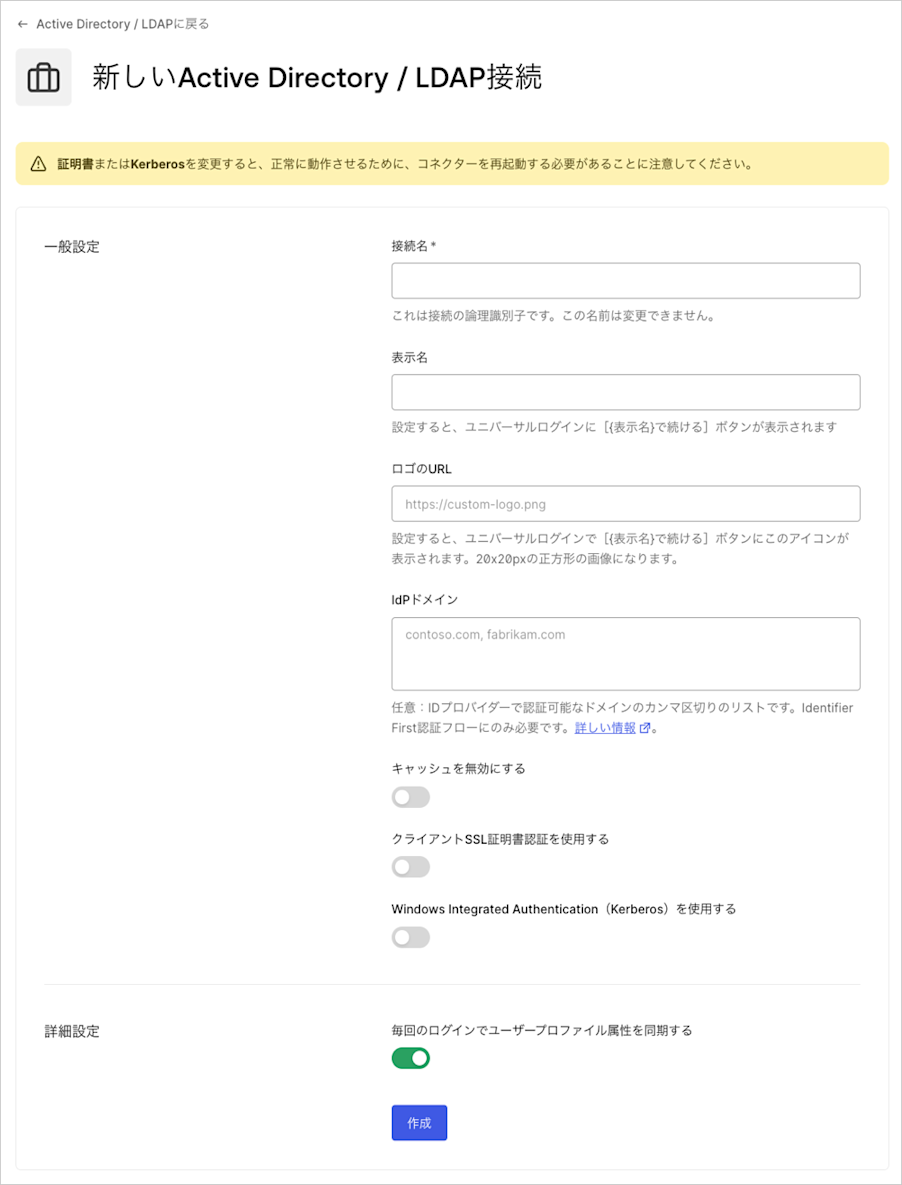 ← Active Directory / LDAPに戻る
新しいActive Directory / LDAP接続
証明書またはKerberosを変更すると、正常に動作させるために、コネクターを再起動する必要があることに注意してください。
一般設定
接続名*
これは接続の論理識別子です。この名前は変更できません。
表示名
設定すると、ユニバーサルログインに［{表示名}で続ける］ボタンが表示されます
ロゴのURL
https://custom-logo.png
設定すると、ユニバーサルログインで［{表示名}で続ける］ボタンにこのアイコンが
表示されます。20x20pxの正方形の画像になります。
IdPドメイン
contoso.com, fabrikam.com
任意：IDプロバイダーで認証可能なドメインのカンマ区切りのリストです。Identifier
First認証フローにのみ必要です。詳しい情報。
キャッシュを無効にする
クライアントSSL証明書認証を使用する
Windows Integrated Authentication（Kerberos）を使用する
詳細設定
毎回のログインでユーザープロファイル属性を同期する
作成